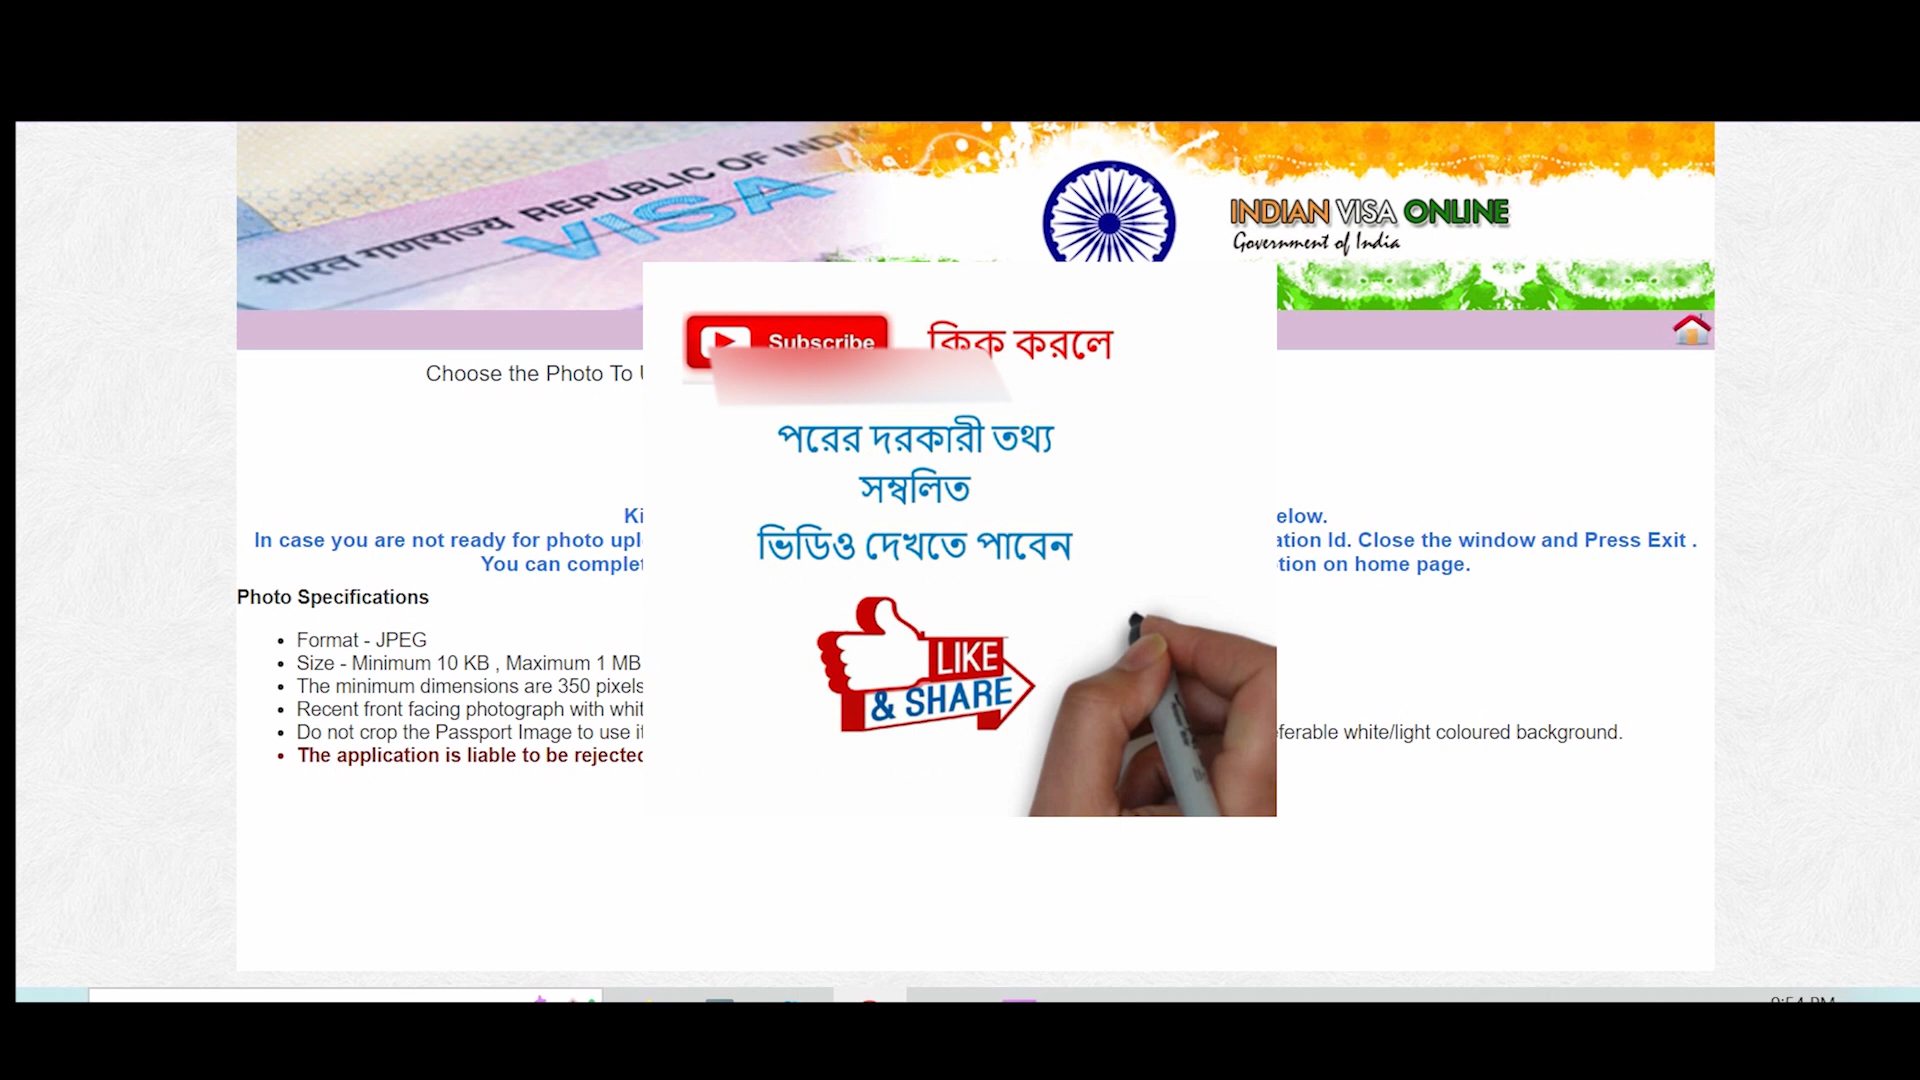 भारत गणराज्य REPUBLIC OF INDIA
VISA
INDIAN VISA ONLINE
Government of India
Choose the Photo To
Subscribe ক্লিক করলে
পরের দরকারী তথ্য
সম্বলিত
ভিডিও দেখতে পাবেন
LIKE
& SHARE
Ki elow.
In case you are not ready for photo upl ation Id. Close the window and Press Exit .
You can complet tion on home page.
Photo Specifications
Format - JPEG
Size - Minimum 10 KB , Maximum 1 MB
The minimum dimensions are 350 pixels
Recent front facing photograph with whit
Do not crop the Passport Image to use it eferable white/light coloured background.
The application is liable to be rejected